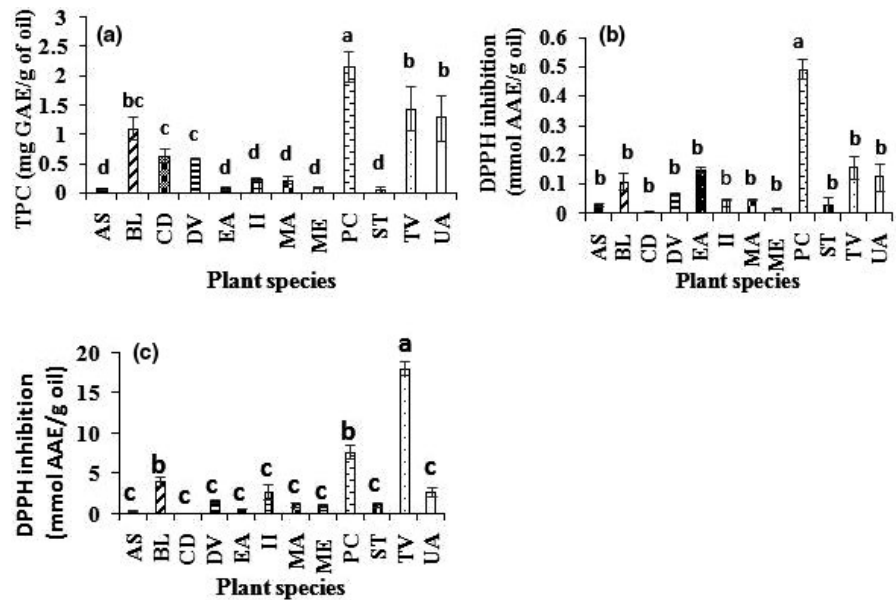 (a)
TPC (mg GAE/g of oil)
3
2.5
2
1.5
1
0.5
0
d bc c c d d d d a d b b
AS BL CD DV EA II MA ME PC ST TV UA
Plant species
(b)
DPPH inhibition
(mmol AAE/g oil)
0.6
0.5
0.4
0.3
0.2
0.1
0
b b b b b b b b a b b b
AS BL CD DV EA II MA ME PC ST TV UA
Plant species
(c)
DPPH inhibition
(mmol AAE/g oil)
20
15
10
5
0
c b c c c c c c b c a c
AS BL CD DV EA II MA ME PC ST TV UA
Plant species